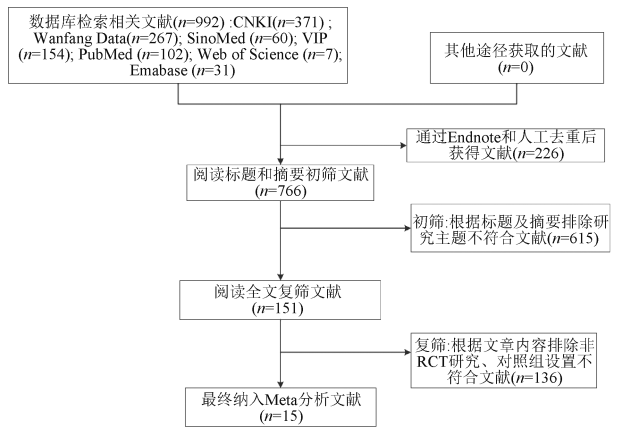 数据库检索相关文献(n=992) :CNKI(n=371) ;
Wanfang Data(n=267); SinoMed (n=60); VIP
(n=154); PubMed (n=102); Web of Science (n=7);
Emabase (n=31)
其他途径获取的文献
(n=0)
通过Endnote和人工去重后
获得文献(n=226)
阅读标题和摘要初筛文献
(n=766)
初筛:根据标题及摘要排除研
究主题不符合文献(n=615)
阅读全文复筛文献
(n=151)
复筛:根据文章内容排除非
RCT研究、对照组设置不
符合文献(n=136)
最终纳入Meta分析文献
(n=15)